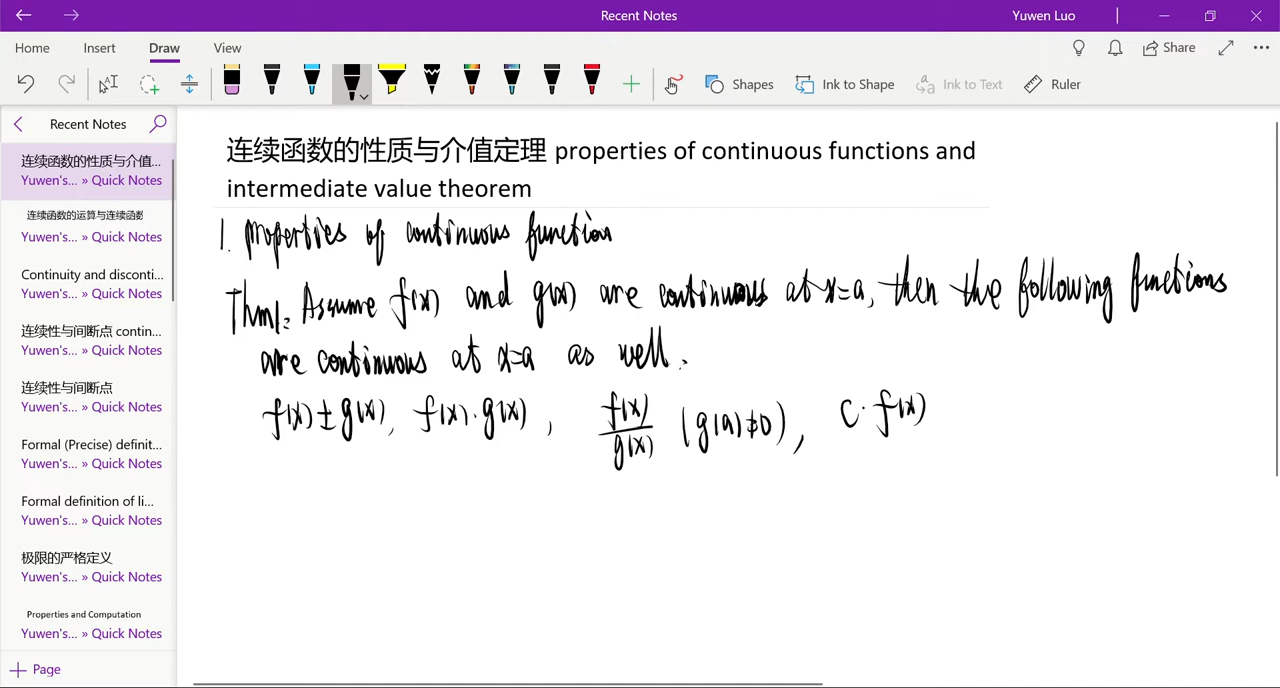 Recent Notes
Yuwen Luo
Home Insert Draw View
Share
Shapes
Ink to Shape
Ink to Text
Ruler
Recent Notes
连续函数的性质与介值...
Yuwen's... » Quick Notes
连续函数的运算与连续函数
Yuwen's... » Quick Notes
Continuity and disconti...
Yuwen's... » Quick Notes
连续性与间断点 contin...
Yuwen's... » Quick Notes
连续性与间断点
Yuwen's... » Quick Notes
Formal (Precise) definit...
Yuwen's... » Quick Notes
Formal definition of li...
Yuwen's... » Quick Notes
极限的严格定义
Yuwen's... » Quick Notes
Properties and Computation
Yuwen's... » Quick Notes
Page
连续函数的性质与介值定理 properties of continuous functions and
intermediate value theorem
1. Properties of continuous function
Thm1: Assume f(x) and g(x) are continuous at x=a, then the following functions
are continuous at x=a as well.
f(x) ± g(x), f(x)·g(x), f(x)/g(x) (g(a)≠0), C·f(x)